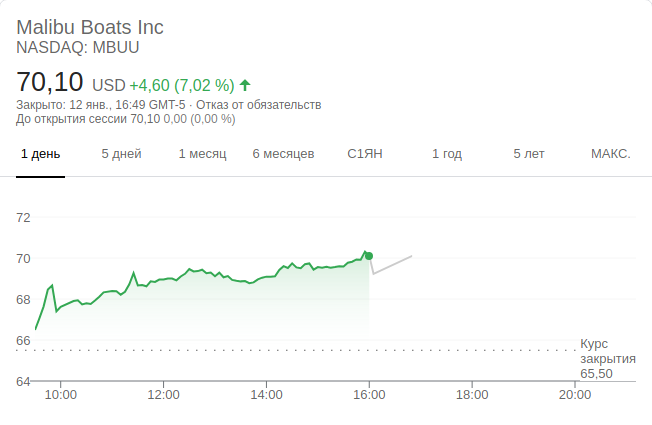 Malibu Boats Inc
NASDAQ: MBUU
70,10 USD +4,60 (7,02 %)
Закрыто: 12 янв., 16:49 GMT-5 · Отказ от обязательств
До открытия сессии 70,10 0,00 (0,00 %)
1 день 5 дней 1 месяц 6 месяцев С1ЯН 1 год 5 лет МАКС.
72
70
68
66
Курс
закрытия
65,50
64
10:00 12:00 14:00 16:00 18:00 20:00